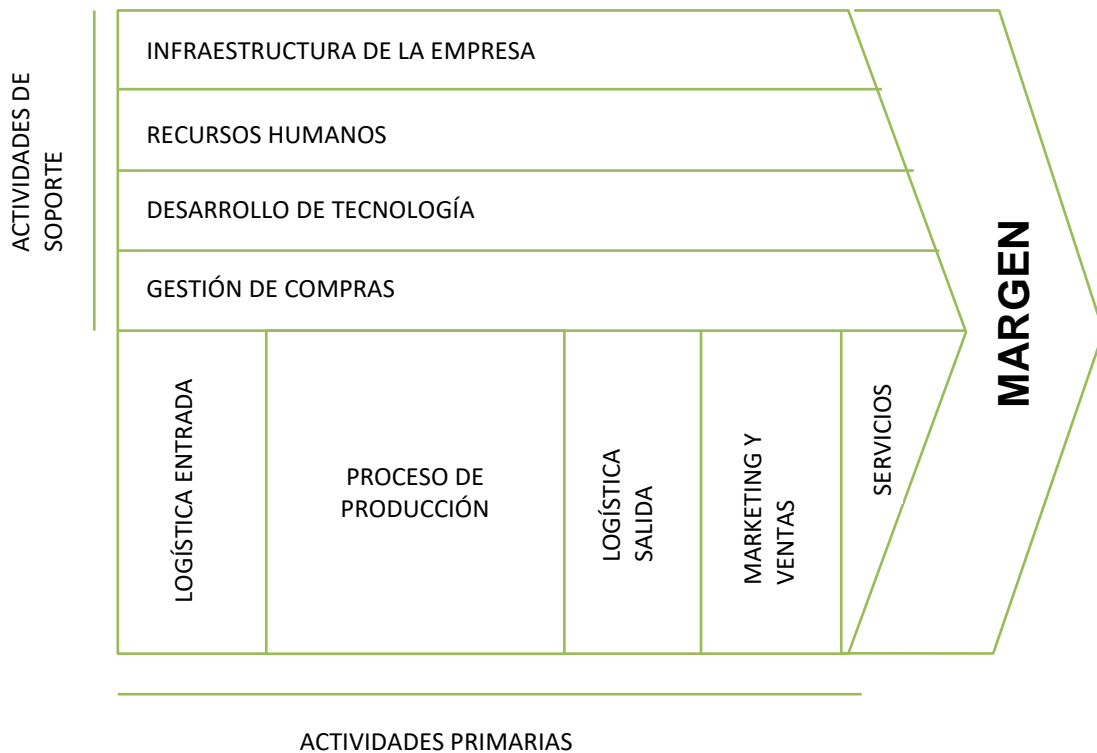 ACTIVIDADES DE
SOPORTE
INFRAESTRUCTURA DE LA EMPRESA
RECURSOS HUMANOS
DESARROLLO DE TECNOLOGÍA
GESTIÓN DE COMPRAS
LOGÍSTICA ENTRADA
PROCESO DE
PRODUCCIÓN
LOGÍSTICA
SALIDA
MARKETING Y
VENTAS
SERVICIOS
MARGEN
ACTIVIDADES PRIMARIAS